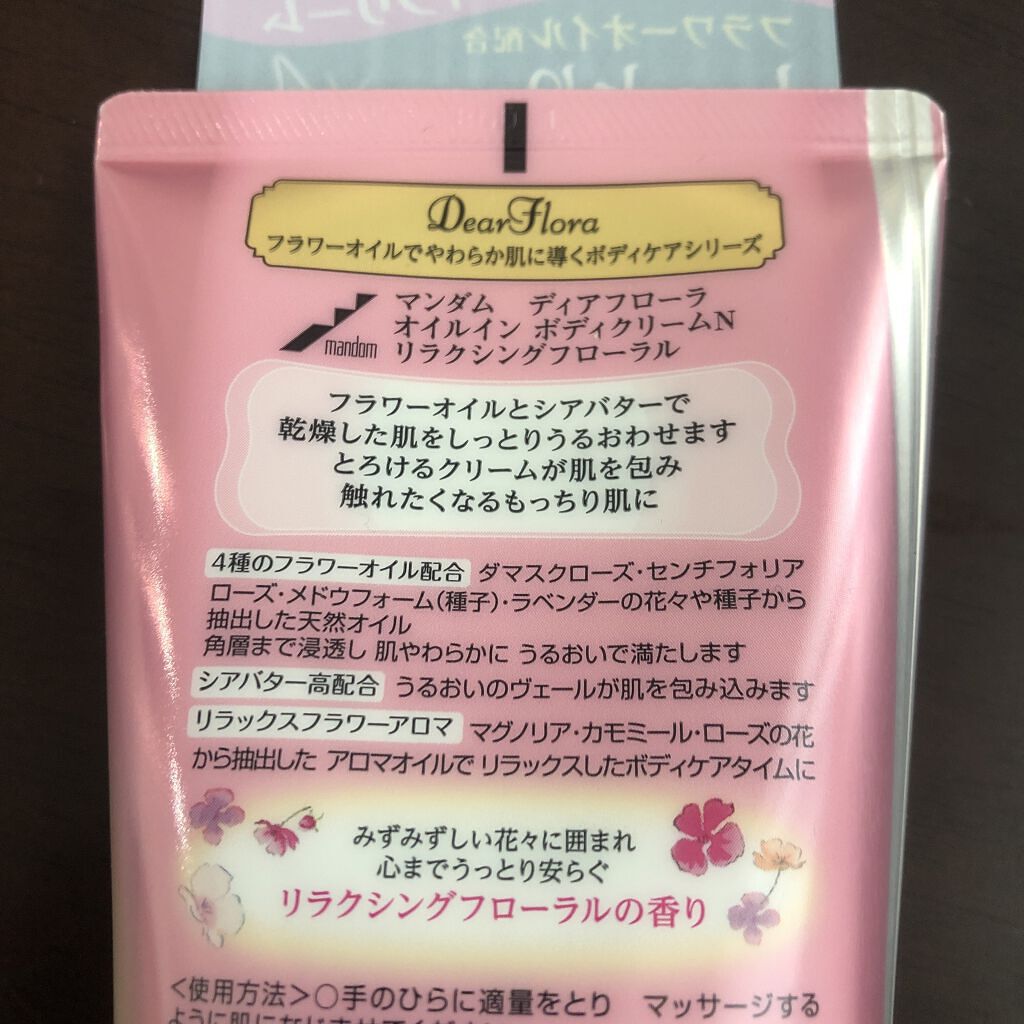 フラワーオイル配合
DearFlora
フラワーオイルでやわらか肌に導くボディケアシリーズ
mandom
マンダム ディアフローラ
オイルイン ボディクリームN
リラクシングフローラル
フラワーオイルとシアバターで
乾燥した肌をしっとりうるおわせます
とろけるクリームが肌を包み
触れたくなるもっちり肌に
4種のフラワーオイル配合 ダマスクローズ・センチフォリア
ローズ・メドウフォーム(種子)・ラベンダーの花々や種子から
抽出した天然オイル
角層まで浸透し 肌やわらかに うるおいで満たします
シアバター高配合 うるおいのヴェールが肌を包み込みます
リラックスフラワーアロマ マグノリア・カモミール・ローズの花
から抽出した アロマオイルで リラックスしたボディケアタイムに
みずみずしい花々に囲まれ
心までうっとり安らぐ
リラクシングフローラルの香り
<使用方法>○手のひらに適量をとり マッサージする
ように肌になじませてくだ